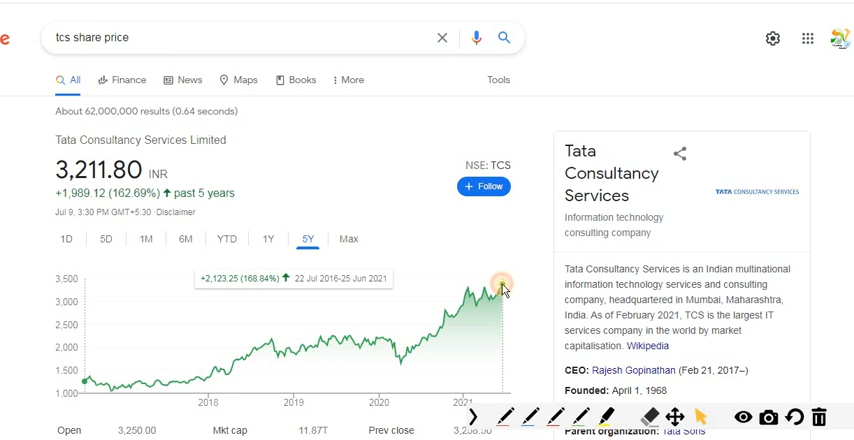 tcs share price
All Finance News Maps Books More Tools
About 62,000,000 results (0.64 seconds)
Tata Consultancy Services Limited
3,211.80 INR
+1,989.12 (162.69%) past 5 years
Jul 9, 3:30 PM GMT+5:30 · Disclaimer
NSE: TCS
+ Follow
1D 5D 1M 6M YTD 1Y 5Y Max
+2,123.25 (168.84%) 22 Jul 2016-25 Jun 2021
3,500
3,000
2,500
2,000
1,500
1,000
2018 2019 2020 2021
Open 3,250.00 Mkt cap 11.87T Prev close
Tata
Consultancy
Services
TATA CONSULTANCY SERVICES
Information technology
consulting company
Tata Consultancy Services is an Indian multinational
information technology services and consulting
company, headquartered in Mumbai, Maharashtra,
India. As of February 2021, TCS is the largest IT
services company in the world by market
capitalisation. Wikipedia
CEO: Rajesh Gopinathan (Feb 21, 2017–)
Founded: April 1, 1968
Parent organization: Tata Sons